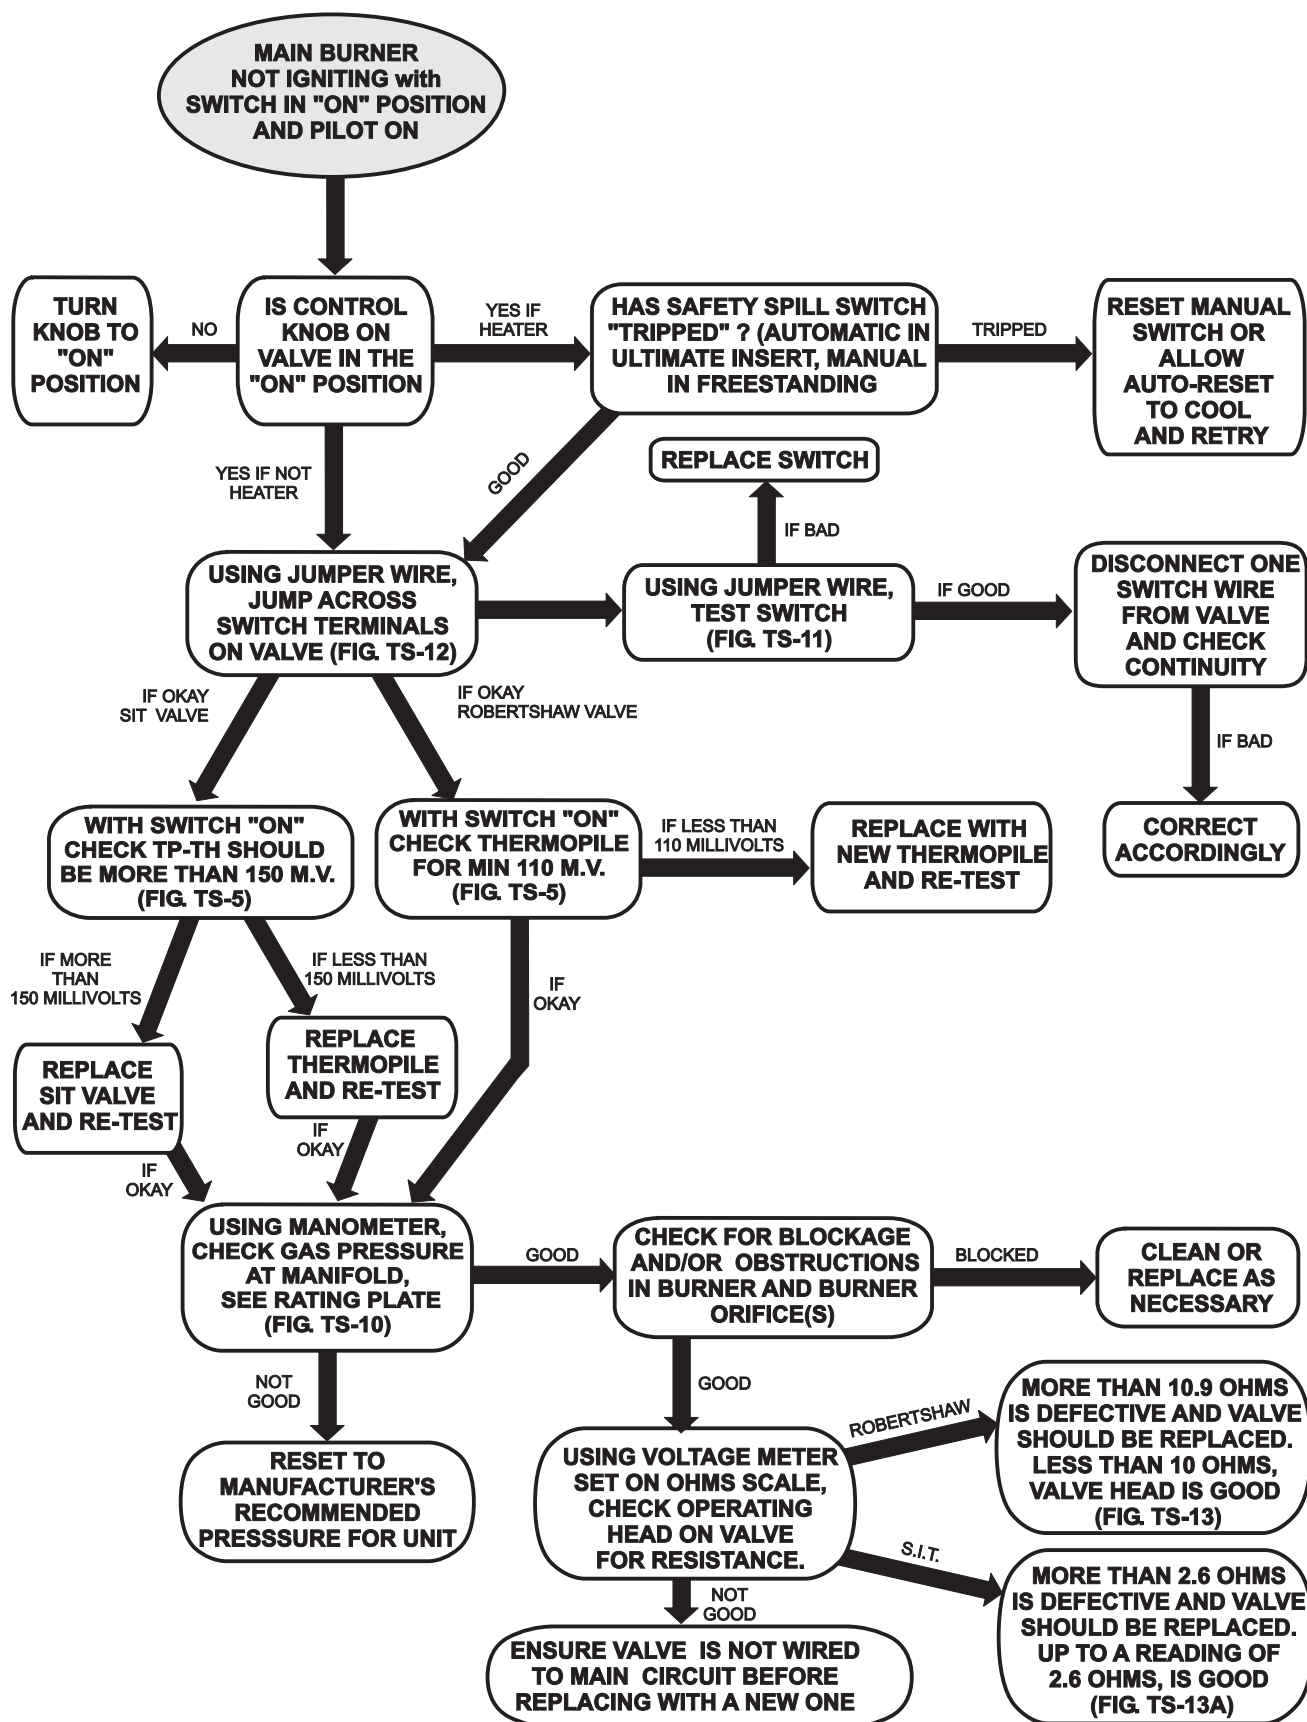 MAIN BURNER
NOT IGNITING with
SWITCH IN "ON" POSITION
AND PILOT ON
TURN
KNOB TO
"ON"
POSITION
NO
IS CONTROL
KNOB ON
VALVE IN THE
"ON" POSITION
YES IF
HEATER
HAS SAFETY SPILL SWITCH
"TRIPPED" ? (AUTOMATIC IN
ULTIMATE INSERT, MANUAL
IN FREESTANDING
TRIPPED
RESET MANUAL
SWITCH OR
ALLOW
AUTO-RESET
TO COOL
AND RETRY
YES IF NOT
HEATER
GOOD
REPLACE SWITCH
IF BAD
USING JUMPER WIRE,
JUMP ACROSS
SWITCH TERMINALS
ON VALVE (FIG. TS-12)
USING JUMPER WIRE,
TEST SWITCH
(FIG. TS-11)
IF GOOD
DISCONNECT ONE
SWITCH WIRE
FROM VALVE
AND CHECK
CONTINUITY
IF OKAY
SIT VALVE
IF OKAY
ROBERTSHAW VALVE
IF BAD
WITH SWITCH "ON"
CHECK TP-TH SHOULD
BE MORE THAN 150 M.V.
(FIG. TS-5)
WITH SWITCH "ON"
CHECK THERMOPILE
FOR MIN 110 M.V.
(FIG. TS-5)
IF LESS THAN
110 MILLIVOLTS
REPLACE WITH
NEW THERMOPILE
AND RE-TEST
CORRECT
ACCORDINGLY
IF MORE
THAN
150 MILLIVOLTS
IF LESS THAN
150 MILLIVOLTS
IF
OKAY
REPLACE
SIT VALVE
AND RE-TEST
REPLACE
THERMOPILE
AND RE-TEST
IF
OKAY
IF
OKAY
USING MANOMETER,
CHECK GAS PRESSURE
AT MANIFOLD,
SEE RATING PLATE
(FIG. TS-10)
GOOD
CHECK FOR BLOCKAGE
AND/OR OBSTRUCTIONS
IN BURNER AND BURNER
ORIFICE(S)
BLOCKED
CLEAN OR
REPLACE AS
NECESSARY
NOT
GOOD
GOOD
RESET TO
MANUFACTURER'S
RECOMMENDED
PRESSSURE FOR UNIT
USING VOLTAGE METER
SET ON OHMS SCALE,
CHECK OPERATING
HEAD ON VALVE
FOR RESISTANCE.
ROBERTSHAW
MORE THAN 10.9 OHMS
IS DEFECTIVE AND VALVE
SHOULD BE REPLACED.
LESS THAN 10 OHMS,
VALVE HEAD IS GOOD
(FIG. TS-13)
S.I.T.
MORE THAN 2.6 OHMS
IS DEFECTIVE AND VALVE
SHOULD BE REPLACED.
UP TO A READING OF
2.6 OHMS, IS GOOD
(FIG. TS-13A)
NOT
GOOD
ENSURE VALVE IS NOT WIRED
TO MAIN CIRCUIT BEFORE
REPLACING WITH A NEW ONE